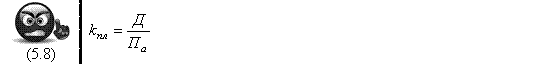 k_пл = Д / П_а
(5.8)